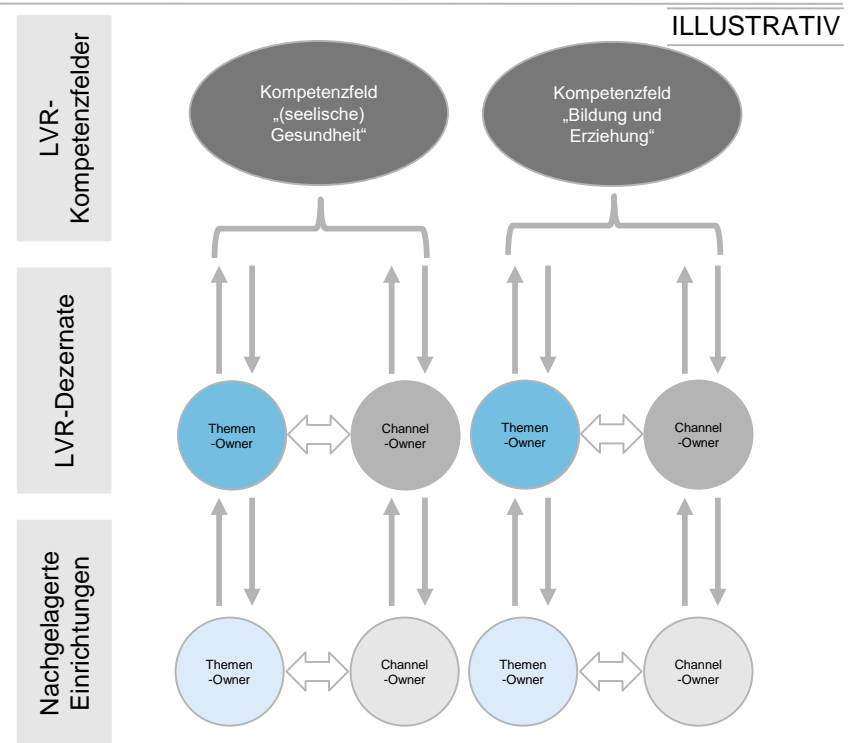 ILLUSTRATIV
LVR-
Kompetenzfelder
Kompetenzfeld
„(seelische)
Gesundheit“
Kompetenzfeld
„Bildung und
Erziehung“
LVR-Dezernate
Themen
-Owner
Channel
-Owner
Themen
-Owner
Channel
-Owner
Nachgelagerte
Einrichtungen
Themen
-Owner
Channel
-Owner
Themen
-Owner
Channel
-Owner